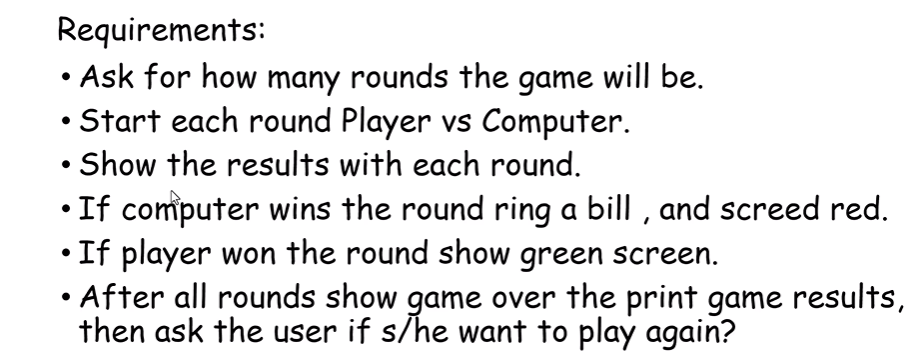 Requirements:
• Ask for how many rounds the game will be.
• Start each round Player vs Computer.
• Show the results with each round.
• If computer wins the round ring a bill , and screed red.
• If player won the round show green screen.
• After all rounds show game over the print game results,
then ask the user if s/he want to play again?